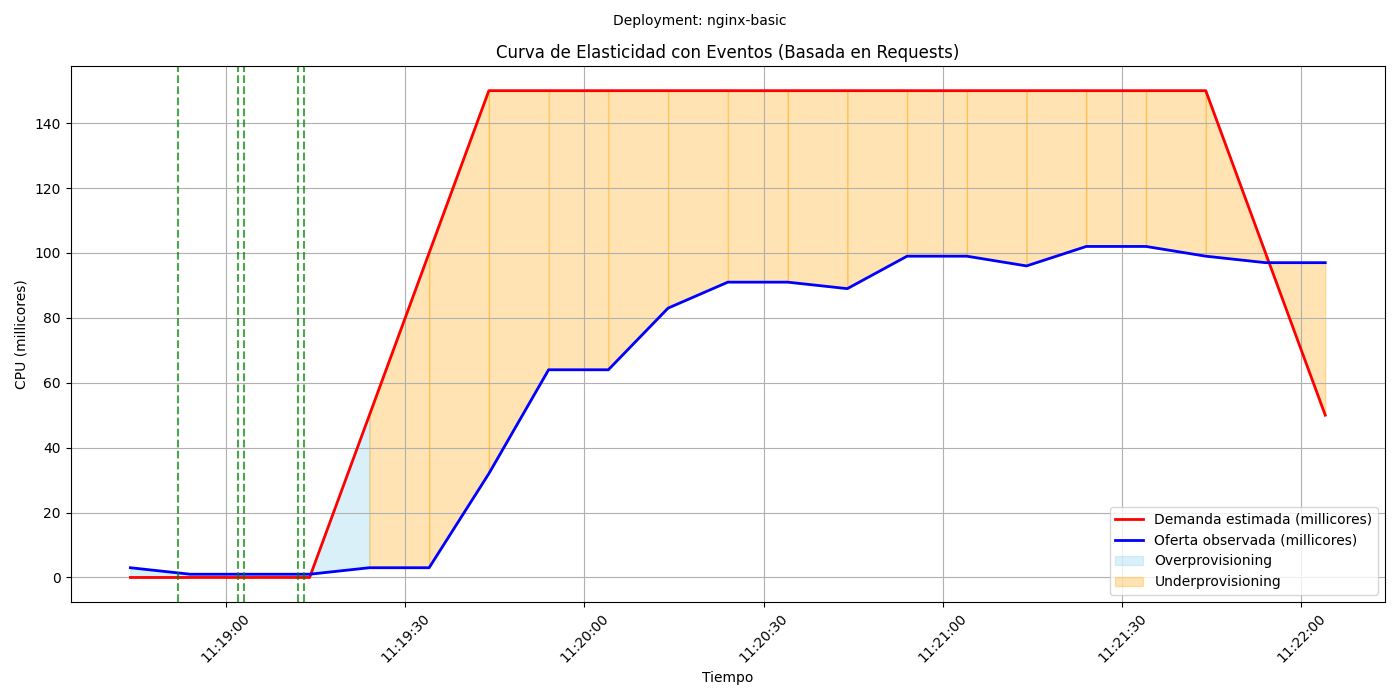 Deployment: nginx-basic
Curva de Elasticidad con Eventos (Basada en Requests)
CPU (millicores)
140
120
100
80
60
40
20
0
Demanda estimada (millicores)
Oferta observada (millicores)
Overprovisioning
Underprovisioning
11:19:00
11:19:30
11:20:00
11:20:30
11:21:00
11:21:30
11:22:00
Tiempo